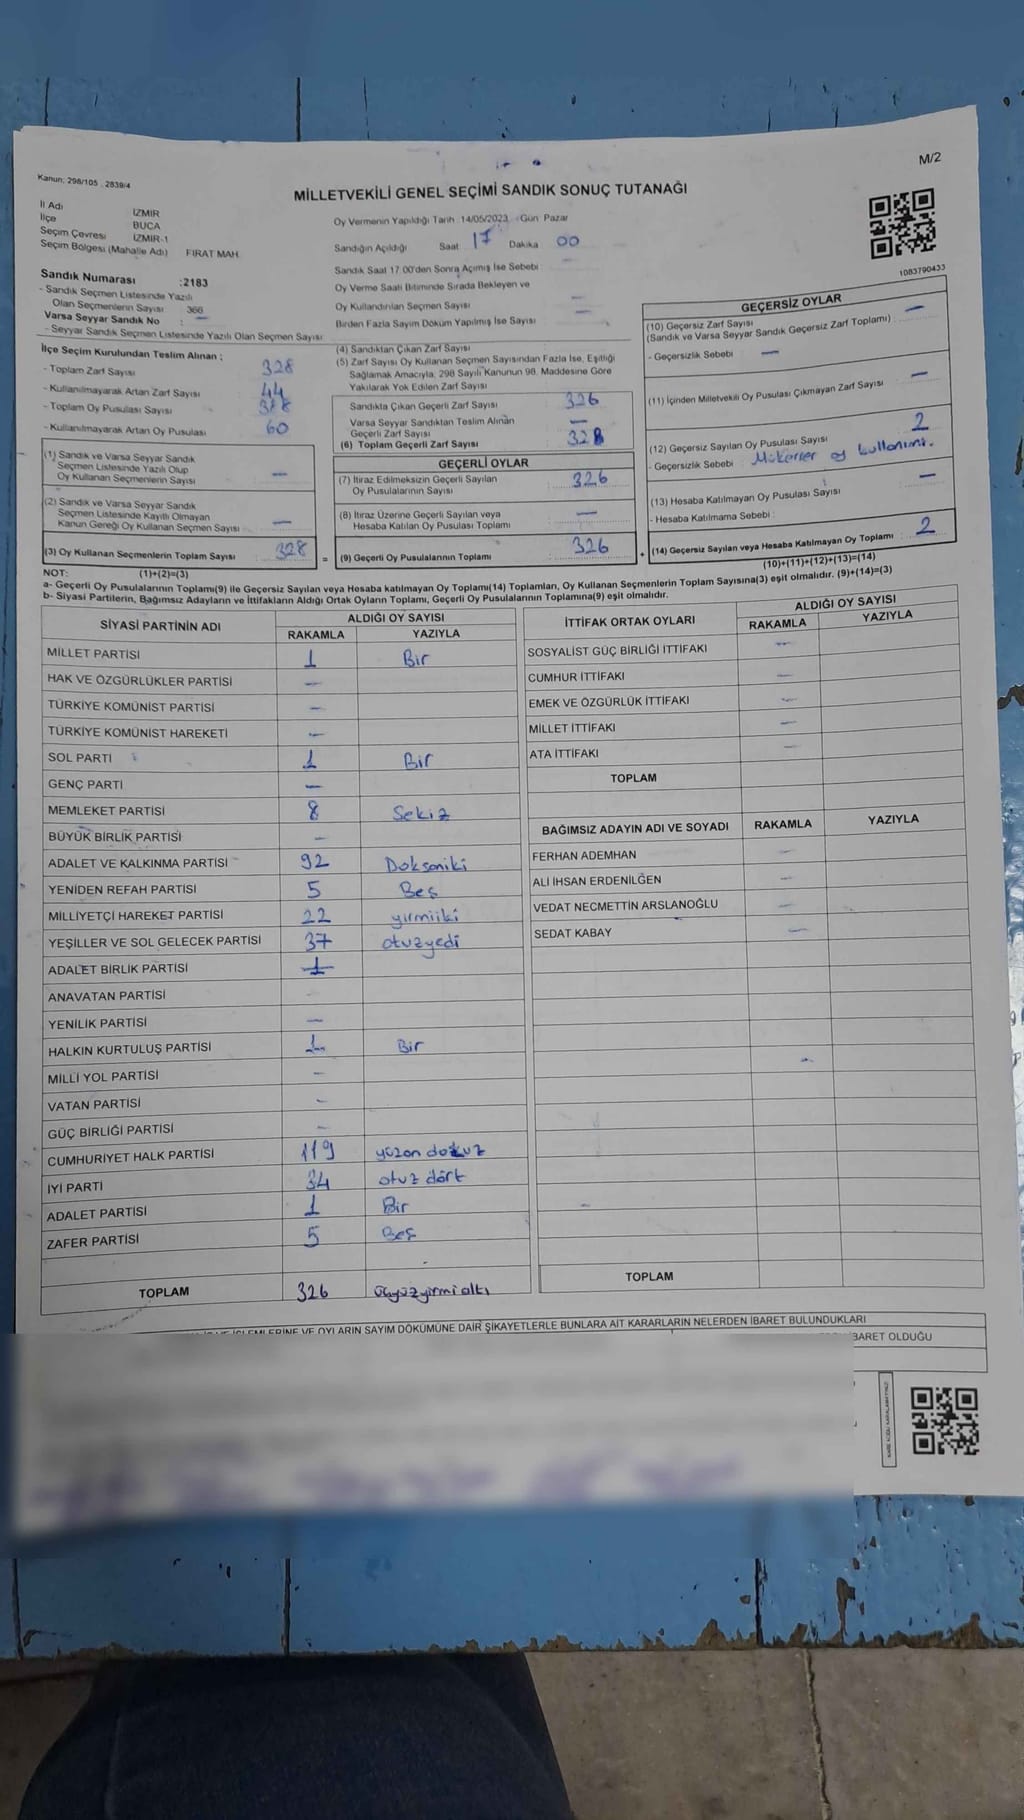 M/2
Kanun: 298/105 , 2839/4
MİLLETVEKİLİ GENEL SEÇİMİ SANDIK SONUÇ TUTANAĞI
İl Adı İZMİR
İlçe BUCA
Seçim Çevresi İZMİR-1
Seçim Bölgesi (Mahalle Adı) FIRAT MAH.
Oy Vermenin Yapıldığı Tarih : 14/05/2023 Gün: Pazar
Sandığın Açıldığı Saat 17 Dakika 00
Sandık Saat 17.00'den Sonra Açılmış İse Sebebi —
Oy Verme Saati Bitiminde Sırada Bekleyen ve
Oy Kullandırılan Seçmen Sayısı —
Birden Fazla Sayım Döküm Yapılmış İse Sayısı —
1083790433
Sandık Numarası :2183
- Sandık Seçmen Listesinde Yazılı
Olan Seçmenlerin Sayısı 366
Varsa Seyyar Sandık No : —
- Seyyar Sandık Seçmen Listesinde Yazılı Olan Seçmen Sayısı
İlçe Seçim Kurulundan Teslim Alınan :
- Toplam Zarf Sayısı 328
- Kullanılmayarak Artan Zarf Sayısı 44
- Toplam Oy Pusulası Sayısı
- Kullanılmayarak Artan Oy Pusulası 60
(1) Sandık ve Varsa Seyyar Sandık
Seçmen Listesinde Yazılı Olup
Oy Kullanan Seçmenlerin Sayısı —
(2) Sandık ve Varsa Seyyar Sandık
Seçmen Listesinde Kayıtlı Olmayan
Kanun Gereği Oy Kullanan Seçmen Sayısı —
(3) Oy Kullanan Seçmenlerin Toplam Sayısı 328
(4) Sandıktan Çıkan Zarf Sayısı
(5) Zarf Sayısı Oy Kullanan Seçmen Sayısından Fazla İse, Eşitliği
Sağlamak Amacıyla, 298 Sayılı Kanunun 98. Maddesine Göre
Yakılarak Yok Edilen Zarf Sayısı
Sandıkta Çıkan Geçerli Zarf Sayısı 326
Varsa Seyyar Sandıktan Teslim Alınan
Geçerli Zarf Sayısı —
(6) Toplam Geçerli Zarf Sayısı 328
GEÇERLİ OYLAR
(7) İtiraz Edilmeksizin Geçerli Sayılan
Oy Pusulalarının Sayısı 326
(8) İtiraz Üzerine Geçerli Sayılan veya
Hesaba Katılan Oy Pusulası Toplamı —
(9) Geçerli Oy Pusulalarının Toplamı 326
GEÇERSİZ OYLAR
(10) Geçersiz Zarf Sayısı
(Sandık ve Varsa Seyyar Sandık Geçersiz Zarf Toplamı) —
- Geçersizlik Sebebi —
(11) İçinden Milletvekili Oy Pusulası Çıkmayan Zarf Sayısı —
(12) Geçersiz Sayılan Oy Pusulası Sayısı 2
- Geçersizlik Sebebi Mükerrer oy kullanımı.
(13) Hesaba Katılmayan Oy Pusulası Sayısı —
- Hesaba Katılmama Sebebi :
(14) Geçersiz Sayılan veya Hesaba Katılmayan Oy Toplamı 2
NOT: (1)+(2)=(3)
(10)+(11)+(12)+(13)=(14)
a- Geçerli Oy Pusulalarının Toplamı(9) ile Geçersiz Sayılan veya Hesaba katılmayan Oy Toplamı(14) Toplamları, Oy Kullanan Seçmenlerin Toplam Sayısına(3) eşit olmalıdır. (9)+(14)=(3)
b- Siyasi Partilerin, Bağımsız Adayların ve İttifakların Aldığı Ortak Oyların Toplamı, Geçerli Oy Pusulalarının Toplamına(9) eşit olmalıdır.
SİYASİ PARTİNİN ADI ALDIĞI OY SAYISI
RAKAMLA YAZIYLA
MİLLET PARTİSİ 1 Bir
HAK VE ÖZGÜRLÜKLER PARTİSİ —
TÜRKİYE KOMÜNİST PARTİSİ —
TÜRKİYE KOMÜNİST HAREKETİ —
SOL PARTİ 1 Bir
GENÇ PARTİ —
MEMLEKET PARTİSİ 8 Sekiz
BÜYÜK BİRLİK PARTİSİ —
ADALET VE KALKINMA PARTİSİ 92 Doksaniki
YENİDEN REFAH PARTİSİ 5 Beş
MİLLİYETÇİ HAREKET PARTİSİ 22 yirmiiki
YEŞİLLER VE SOL GELECEK PARTİSİ 37 otuzyedi
ADALET BİRLİK PARTİSİ
ANAVATAN PARTİSİ —
YENİLİK PARTİSİ —
HALKIN KURTULUŞ PARTİSİ 1 Bir
MİLLİ YOL PARTİSİ —
VATAN PARTİSİ —
GÜÇ BİRLİĞİ PARTİSİ —
CUMHURİYET HALK PARTİSİ 119 yüzon dokuz
İYİ PARTİ 34 otuz dört
ADALET PARTİSİ 1 Bir
ZAFER PARTİSİ 5 Beş
TOPLAM 326 üçyüzyirmialtı
İTTİFAK ORTAK OYLARI ALDIĞI OY SAYISI
RAKAMLA YAZIYLA
SOSYALİST GÜÇ BİRLİĞİ İTTİFAKI —
CUMHUR İTTİFAKI —
EMEK VE ÖZGÜRLÜK İTTİFAKI —
MİLLET İTTİFAKI —
ATA İTTİFAKI —
TOPLAM
BAĞIMSIZ ADAYIN ADI VE SOYADI RAKAMLA YAZIYLA
FERHAN ADEMHAN —
ALİ İHSAN ERDENİLGEN —
VEDAT NECMETTİN ARSLANOĞLU —
SEDAT KABAY —
TOPLAM
İŞLEMLERİNE VE OYLARIN SAYIM DÖKÜMÜNE DAİR ŞİKAYETLERLE BUNLARA AİT KARARLARIN NELERDEN İBARET BULUNDUKLARI
İBARET OLDUĞU